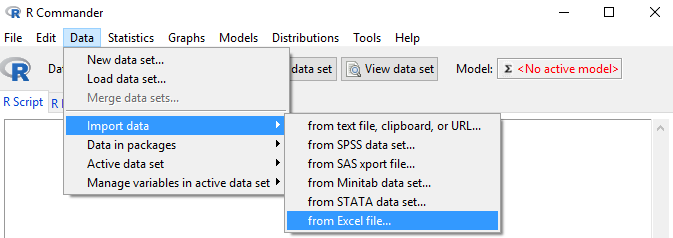 R Commander
File Edit Data Statistics Graphs Models Distributions Tools Help
R Dat data set View data set Model: Σ <No active model>
R Script R
New data set...
Load data set...
Merge data sets...
Import data
Data in packages
Active data set
Manage variables in active data set
from text file, clipboard, or URL...
from SPSS data set...
from SAS xport file...
from Minitab data set...
from STATA data set...
from Excel file...